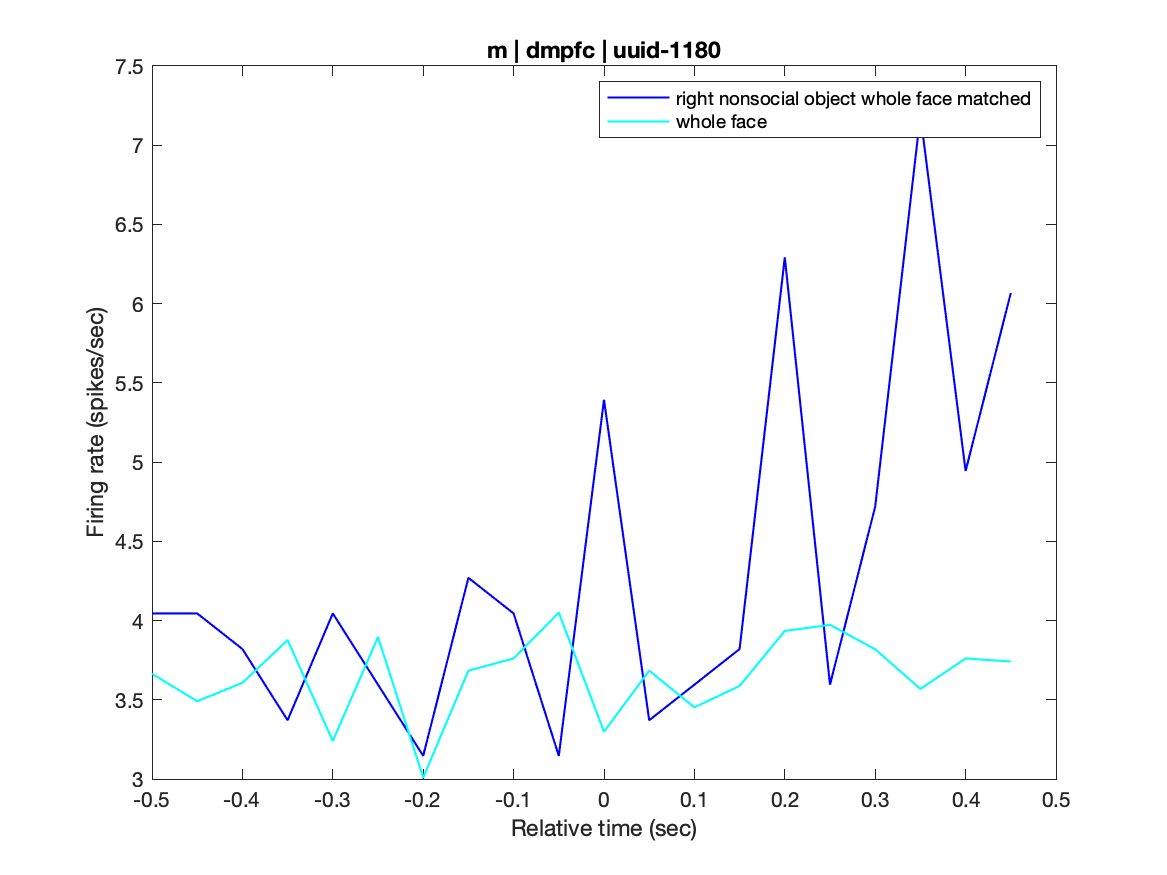 m | dmpfc | uuid-1180
7.5
right nonsocial object whole face matched
whole face
7
6.5
6
5.5
5
4.5
4
3.5
3
Firing rate (spikes/sec)
-0.5 -0.4 -0.3 -0.2 -0.1 0 0.1 0.2 0.3 0.4 0.5
Relative time (sec)